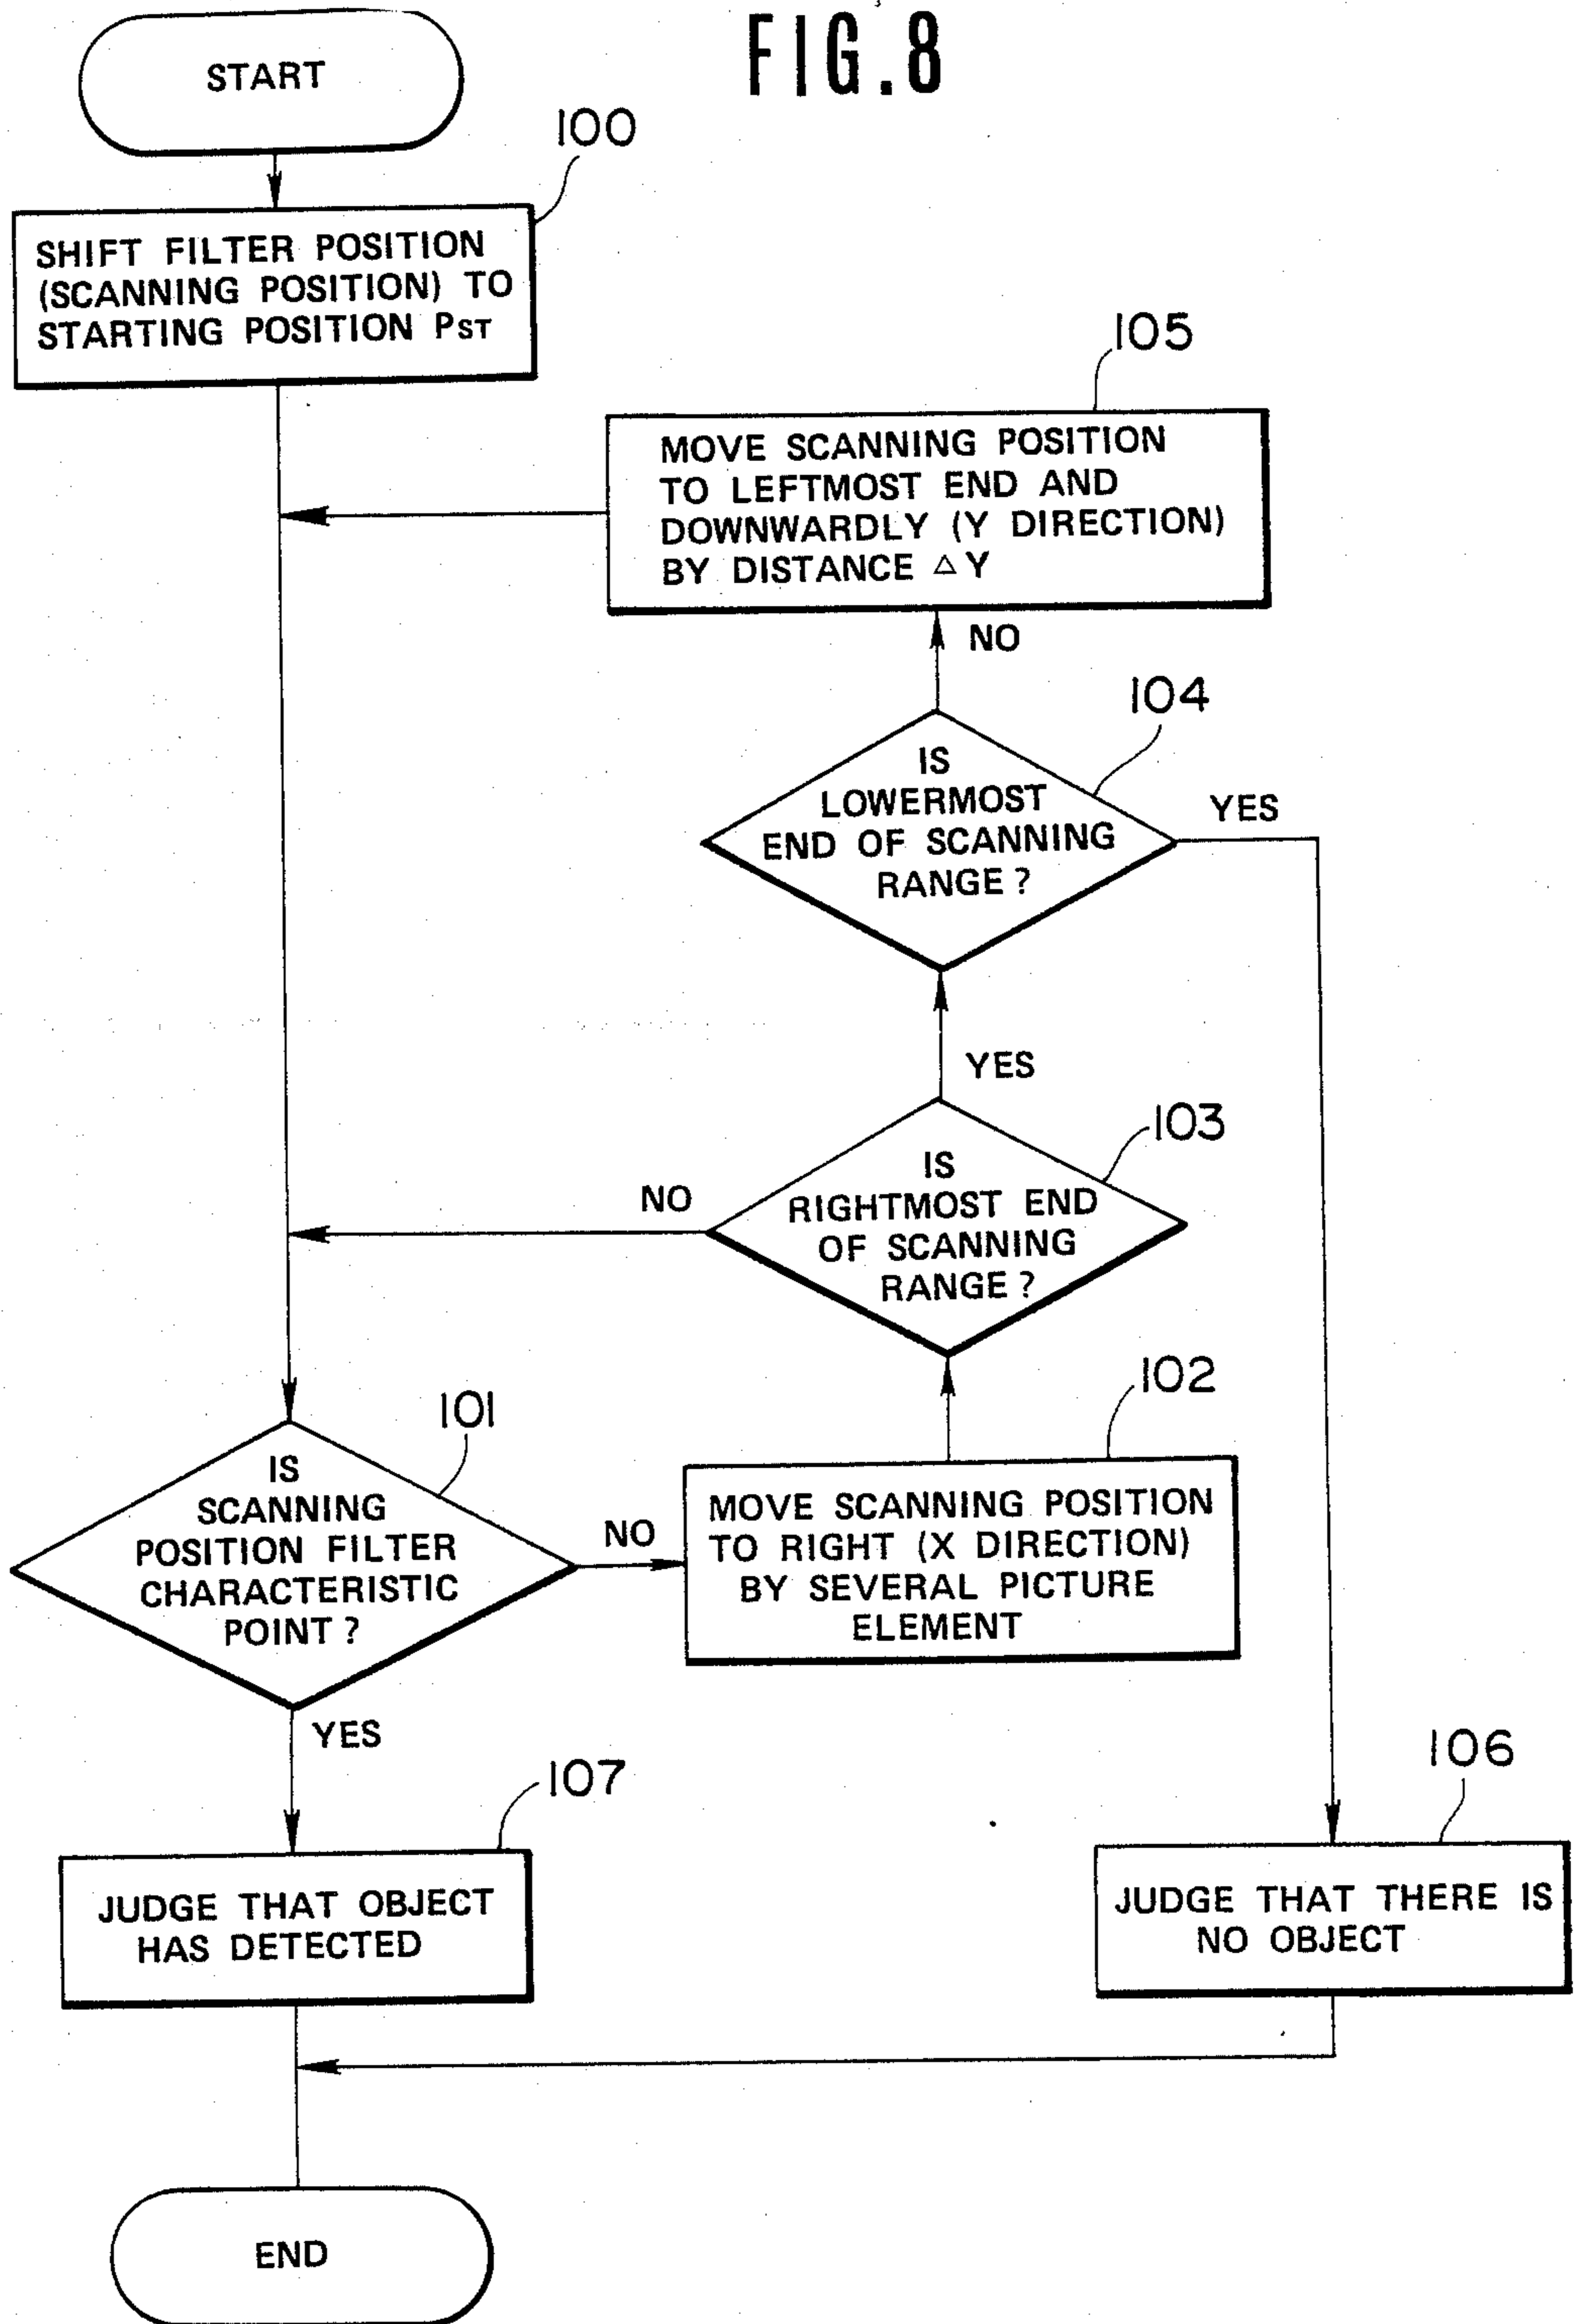 FIG.8
START
100
SHIFT FILTER POSITION
(SCANNING POSITION) TO
STARTING POSITION PST
105
MOVE SCANNING POSITION
TO LEFTMOST END AND
DOWNWARDLY (Y DIRECTION)
BY DISTANCE △Y
NO
104
IS
LOWERMOST
END OF SCANNING
RANGE?
YES
YES
103
IS
RIGHTMOST END
OF SCANNING
RANGE?
NO
102
MOVE SCANNING POSITION
TO RIGHT (X DIRECTION)
BY SEVERAL PICTURE
ELEMENT
101
IS
SCANNING
POSITION FILTER
CHARACTERISTIC
POINT?
NO
YES
107
JUDGE THAT OBJECT
HAS DETECTED
106
JUDGE THAT THERE IS
NO OBJECT
END